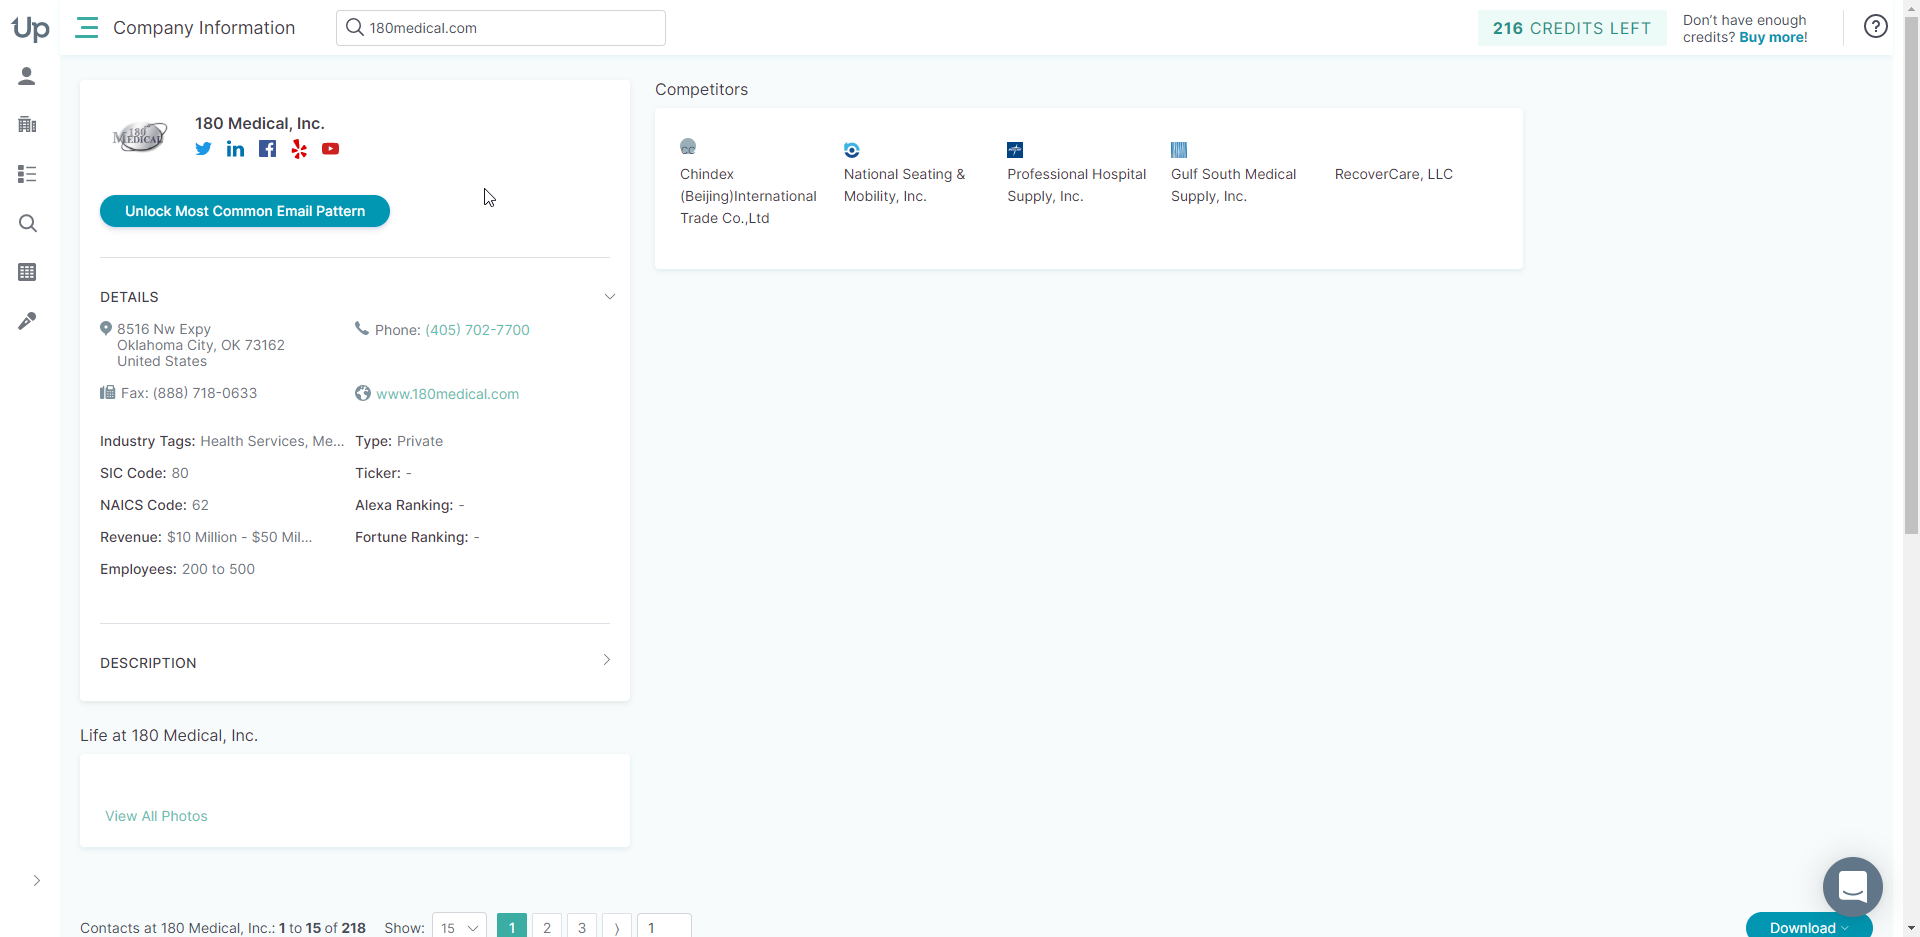 Up
Company Information
180medical.com
216 CREDITS LEFT
Don't have enough
credits? Buy more!
180
MEDICAL
180 Medical, Inc.
Unlock Most Common Email Pattern
DETAILS
8516 Nw Expy
Oklahoma City, OK 73162
United States
Phone: (405) 702-7700
Fax: (888) 718-0633
www.180medical.com
Industry Tags: Health Services, Me...
Type: Private
SIC Code: 80
Ticker: -
NAICS Code: 62
Alexa Ranking: -
Revenue: $10 Million - $50 Mil...
Fortune Ranking: -
Employees: 200 to 500
DESCRIPTION
Competitors
CC
Chindex
(Beijing)International
Trade Co.,Ltd
National Seating &
Mobility, Inc.
Professional Hospital
Supply, Inc.
Gulf South Medical
Supply, Inc.
RecoverCare, LLC
Life at 180 Medical, Inc.
View All Photos
Contacts at 180 Medical, Inc.: 1 to 15 of 218
Show: 15
1 2 3 1
Download